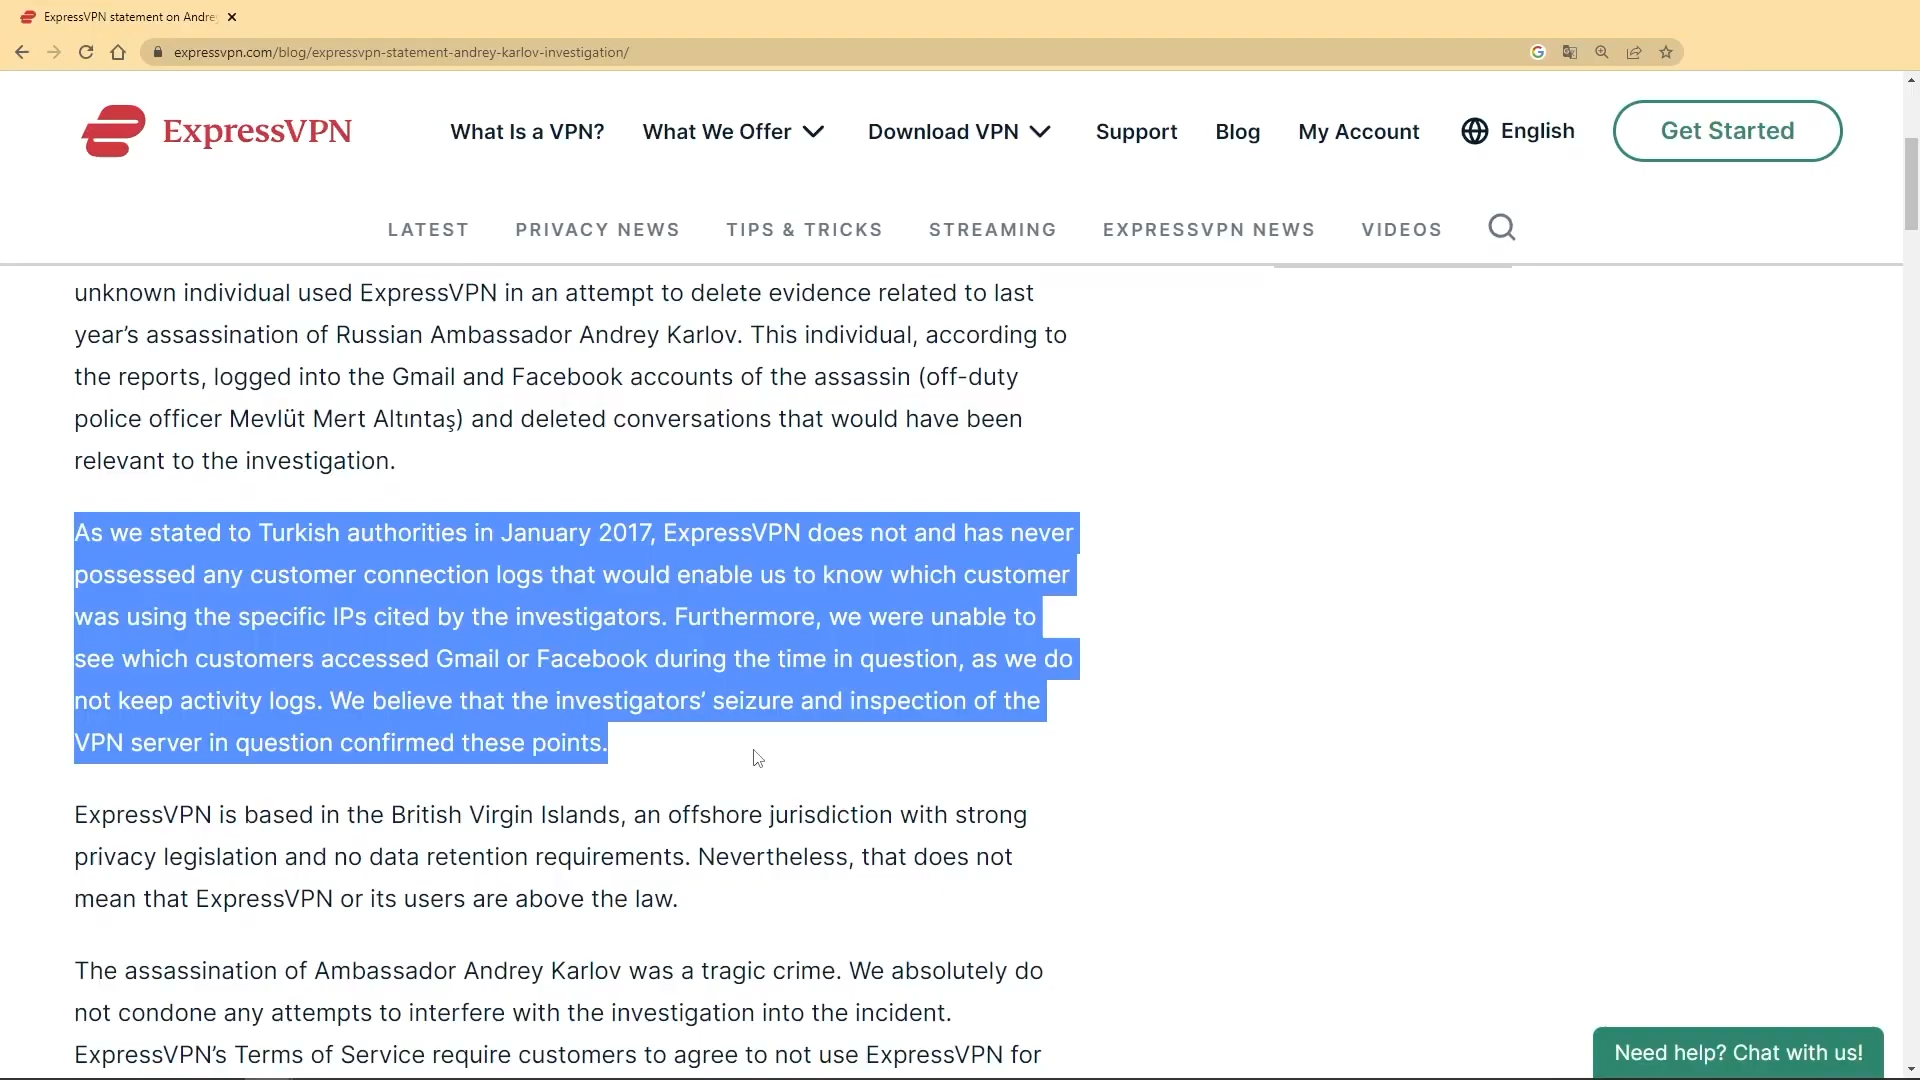 ExpressVPN statement on Andre
expressvpn.com/blog/expressvpn-statement-andrey-karlov-investigation/
ExpressVPN
What Is a VPN? What We Offer Download VPN Support Blog My Account English Get Started
LATEST PRIVACY NEWS TIPS & TRICKS STREAMING EXPRESSVPN NEWS VIDEOS
unknown individual used ExpressVPN in an attempt to delete evidence related to last
year’s assassination of Russian Ambassador Andrey Karlov. This individual, according to
the reports, logged into the Gmail and Facebook accounts of the assassin (off-duty
police officer Mevlüt Mert Altıntaş) and deleted conversations that would have been
relevant to the investigation.
As we stated to Turkish authorities in January 2017, ExpressVPN does not and has never
possessed any customer connection logs that would enable us to know which customer
was using the specific IPs cited by the investigators. Furthermore, we were unable to
see which customers accessed Gmail or Facebook during the time in question, as we do
not keep activity logs. We believe that the investigators’ seizure and inspection of the
VPN server in question confirmed these points.
ExpressVPN is based in the British Virgin Islands, an offshore jurisdiction with strong
privacy legislation and no data retention requirements. Nevertheless, that does not
mean that ExpressVPN or its users are above the law.
The assassination of Ambassador Andrey Karlov was a tragic crime. We absolutely do
not condone any attempts to interfere with the investigation into the incident.
ExpressVPN’s Terms of Service require customers to agree to not use ExpressVPN for
Need help? Chat with us!